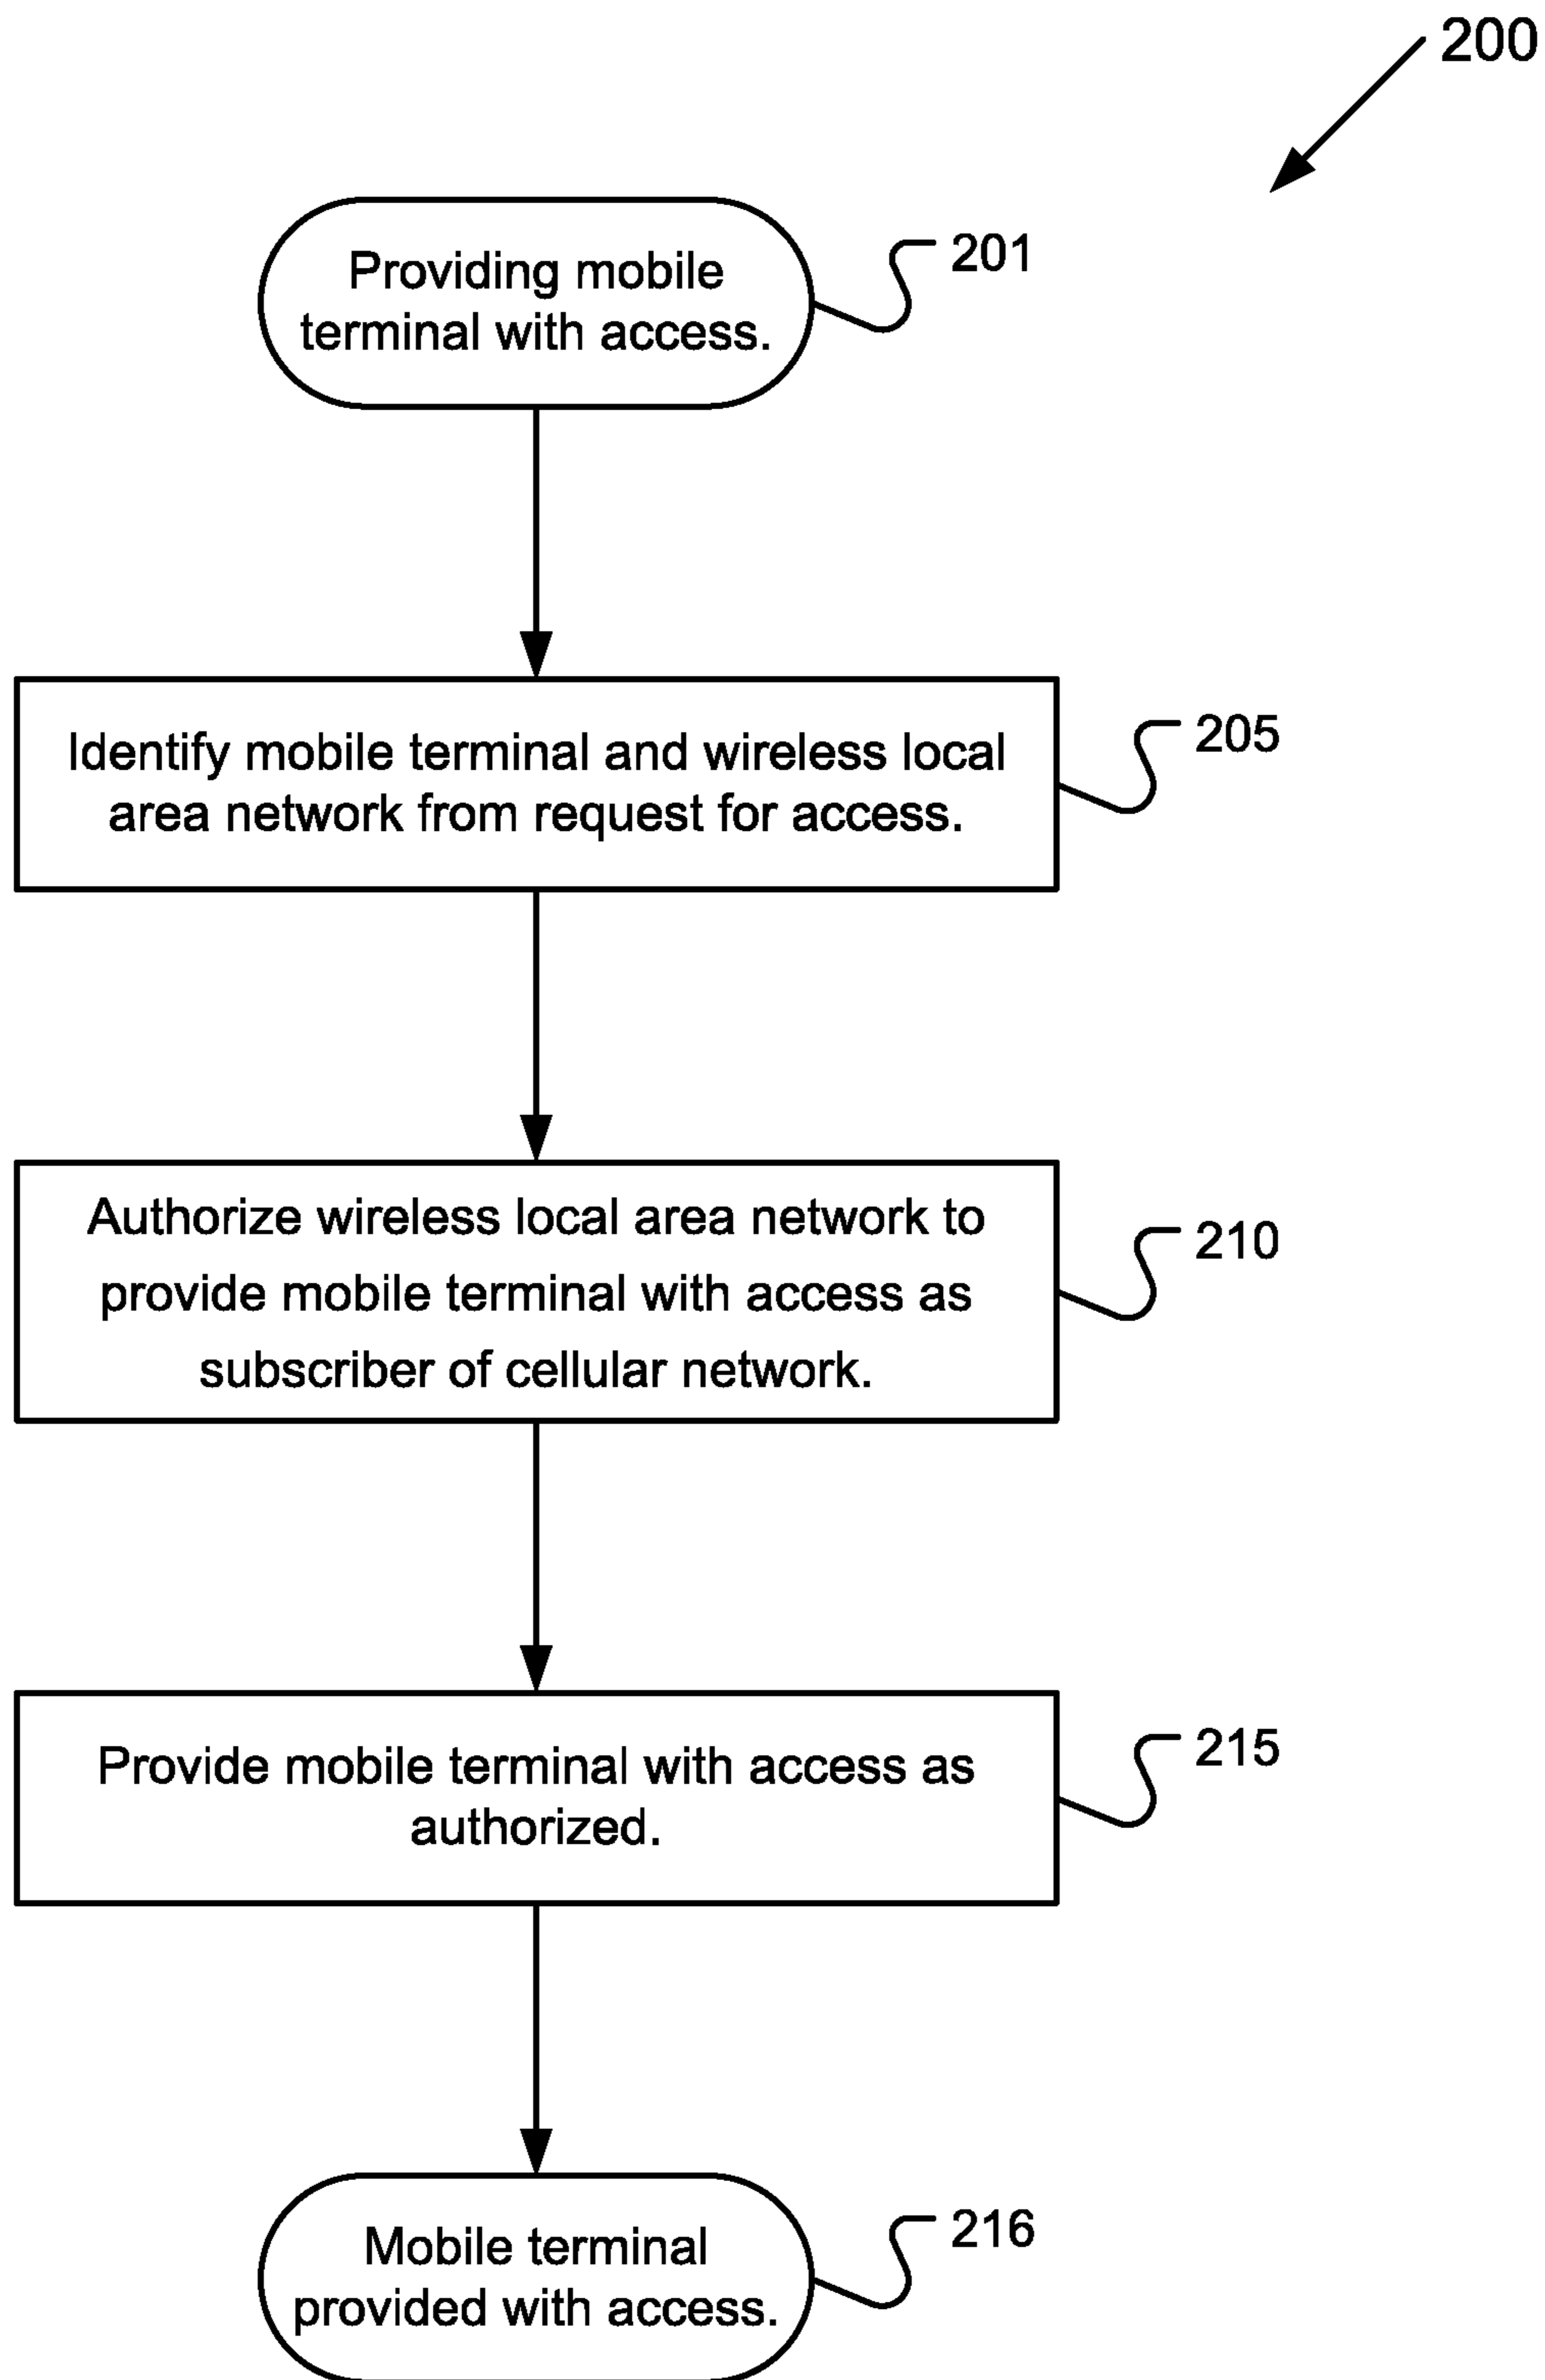 200
Providing mobile
terminal with access.
201
Identify mobile terminal and wireless local
area network from request for access.
205
Authorize wireless local area network to
provide mobile terminal with access as
subscriber of cellular network.
210
Provide mobile terminal with access as
authorized.
215
Mobile terminal
provided with access.
216